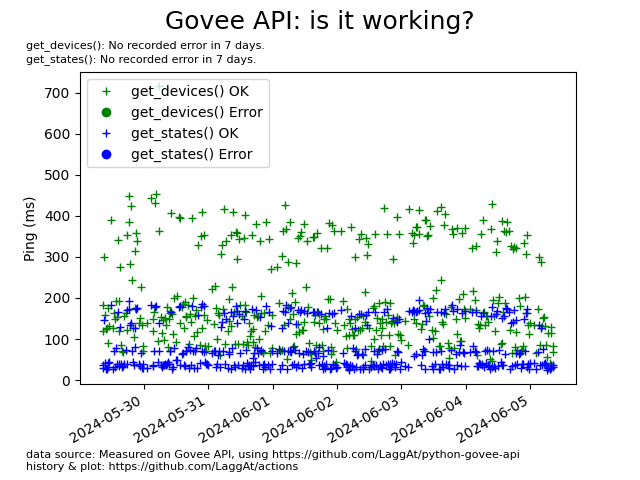 Govee API: is it working?
get_devices(): No recorded error in 7 days.
get_states(): No recorded error in 7 days.
get_devices() OK
get_devices() Error
get_states() OK
get_states() Error
Ping (ms)
700
600
500
400
300
200
100
0
2024-05-30
2024-05-31
2024-06-01
2024-06-02
2024-06-03
2024-06-04
2024-06-05
data source: Measured on Govee API, using https://github.com/LaggAt/python-govee-api
history & plot: https://github.com/LaggAt/actions